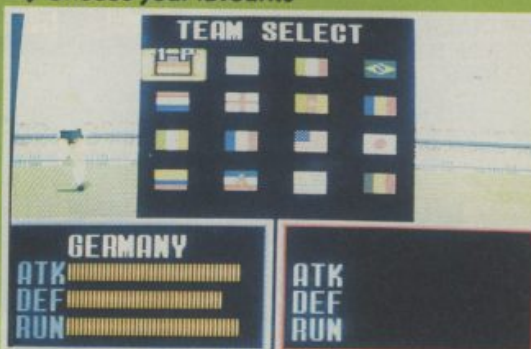 TEAM SELECT
1-P
GERMANY
ATK
DEF
RUN
ATK
DEF
RUN